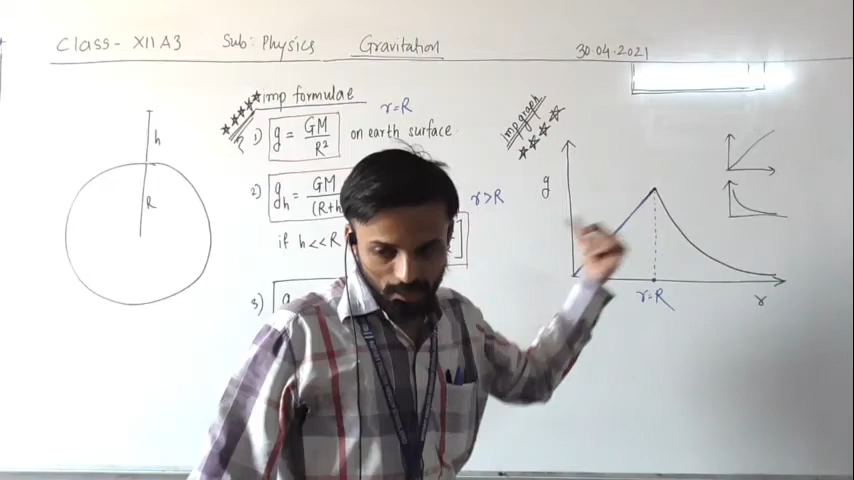 Class- XII A3 Sub: Physics Gravitation 30.04.2021
imp formulae
r=R
1) g = GM/R² on earth surface
2) g_h = GM/(R+h
r>R
if h<<R ]
3) g
h
R
Imp graph
g
r=R
r